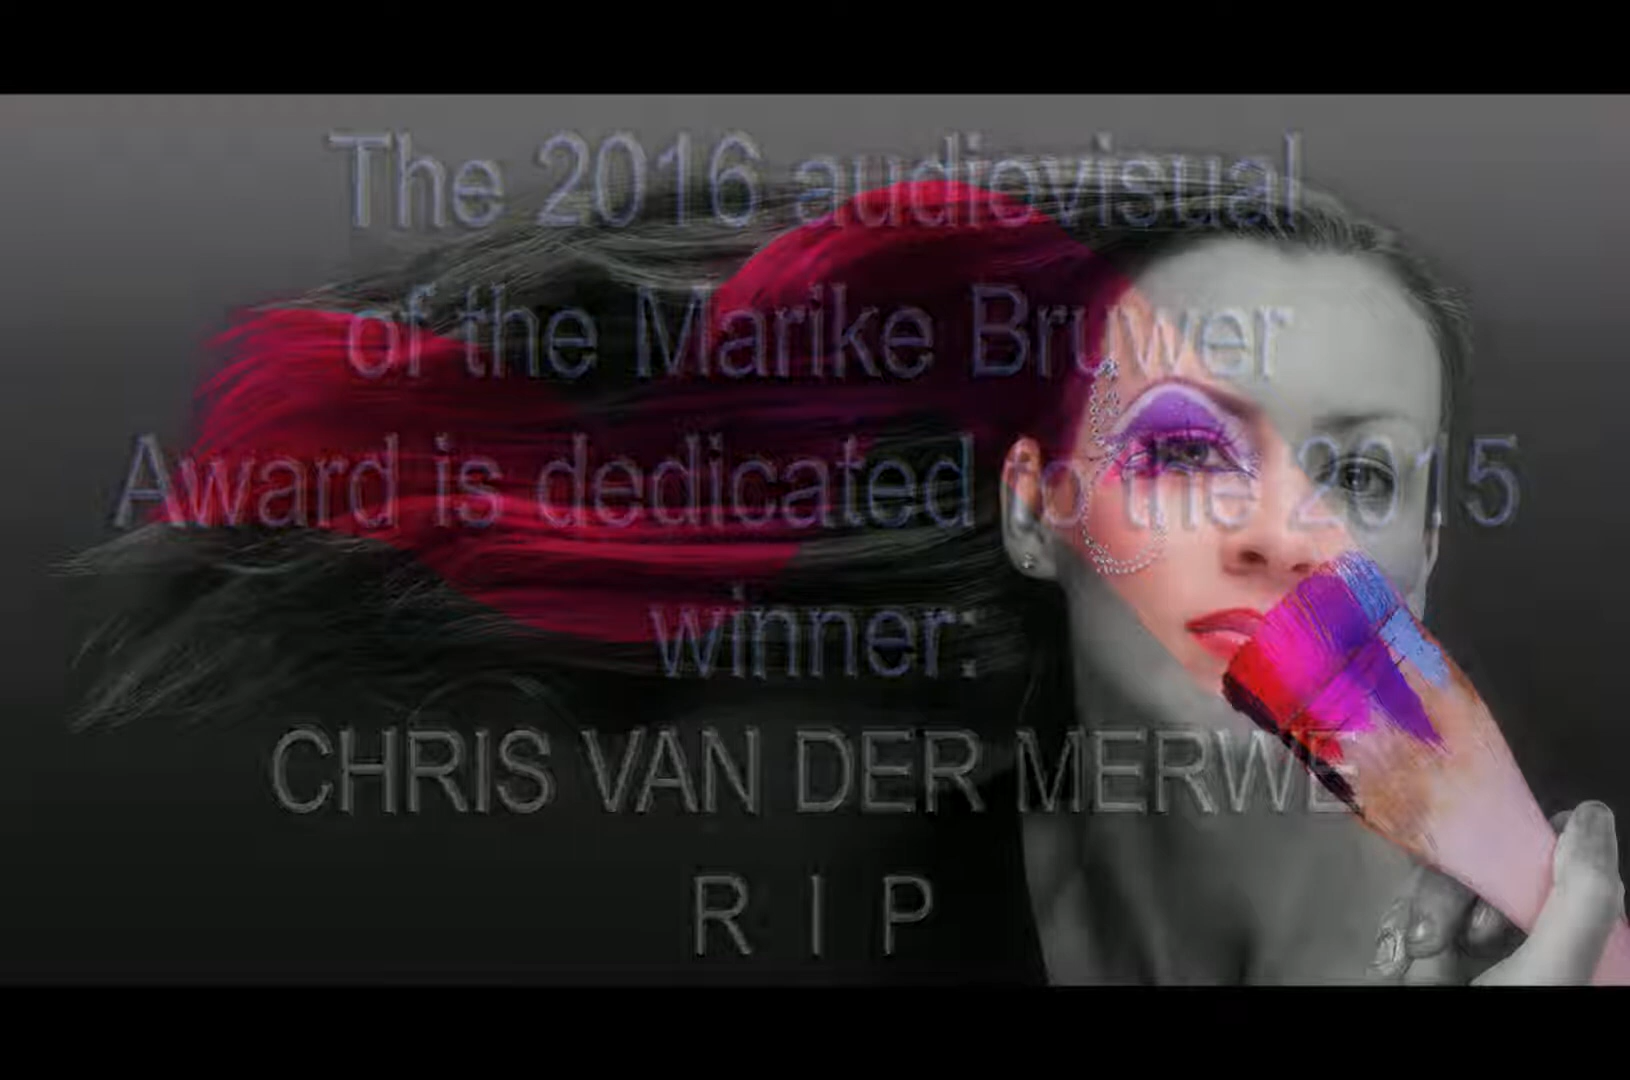 The 2016 audiovisual
of the Marike Bruwer
Award is dedicated to the 2015
winner:
CHRIS VAN DER MERWE
R I P